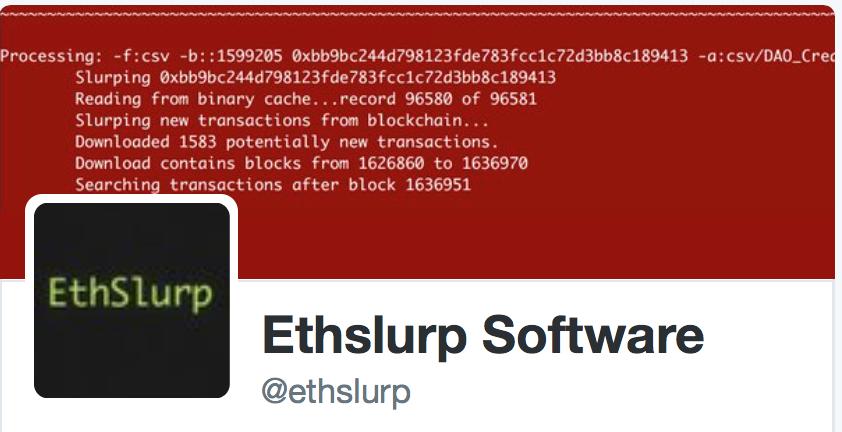 Processing: -f:csv -b::1599205 0xbb9bc244d798123fde783fcc1c72d3bb8c189413 -a:csv/DAO_Crea
Slurping 0xbb9bc244d798123fde783fcc1c72d3bb8c189413
Reading from binary cache...record 96580 of 96581
Slurping new transactions from blockchain...
Downloaded 1583 potentially new transactions.
Download contains blocks from 1626860 to 1636970
Searching transactions after block 1636951
EthSlurp
Ethslurp Software
@ethslurp